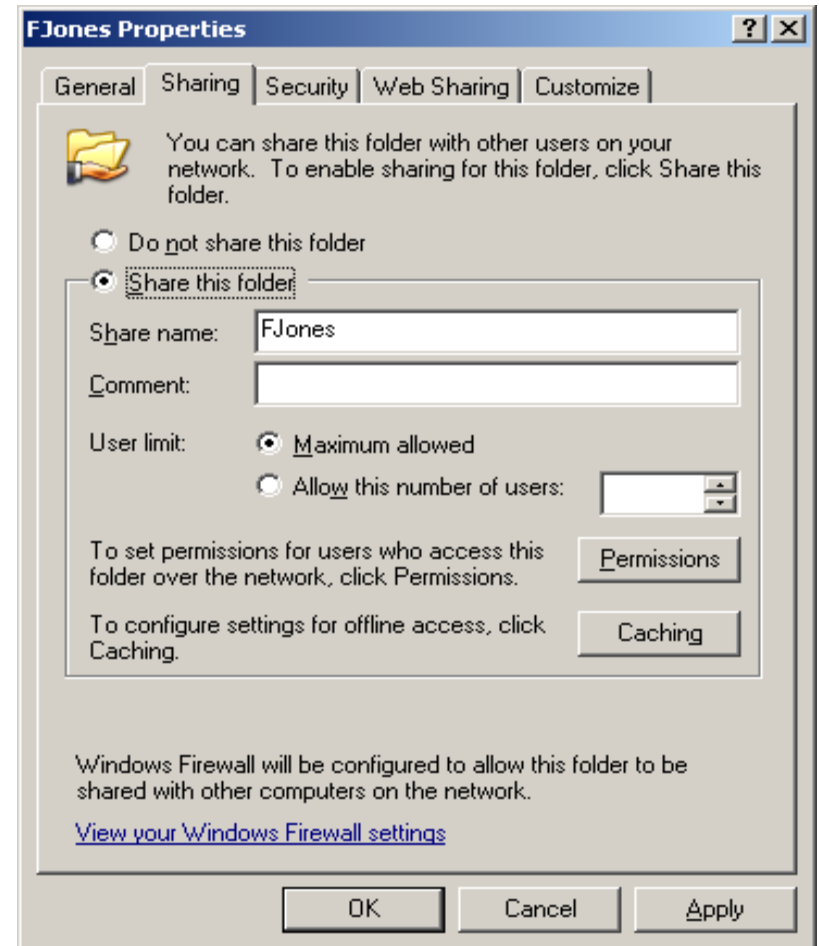 FJones Properties
General Sharing Security Web Sharing Customize
You can share this folder with other users on your
network. To enable sharing for this folder, click Share this
folder.
Do not share this folder
Share this folder
Share name: FJones
Comment:
User limit: Maximum allowed
Allow this number of users:
To set permissions for users who access this
folder over the network, click Permissions.
Permissions
To configure settings for offline access, click
Caching.
Caching
Windows Firewall will be configured to allow this folder to be
shared with other computers on the network.
View your Windows Firewall settings
OK Cancel Apply